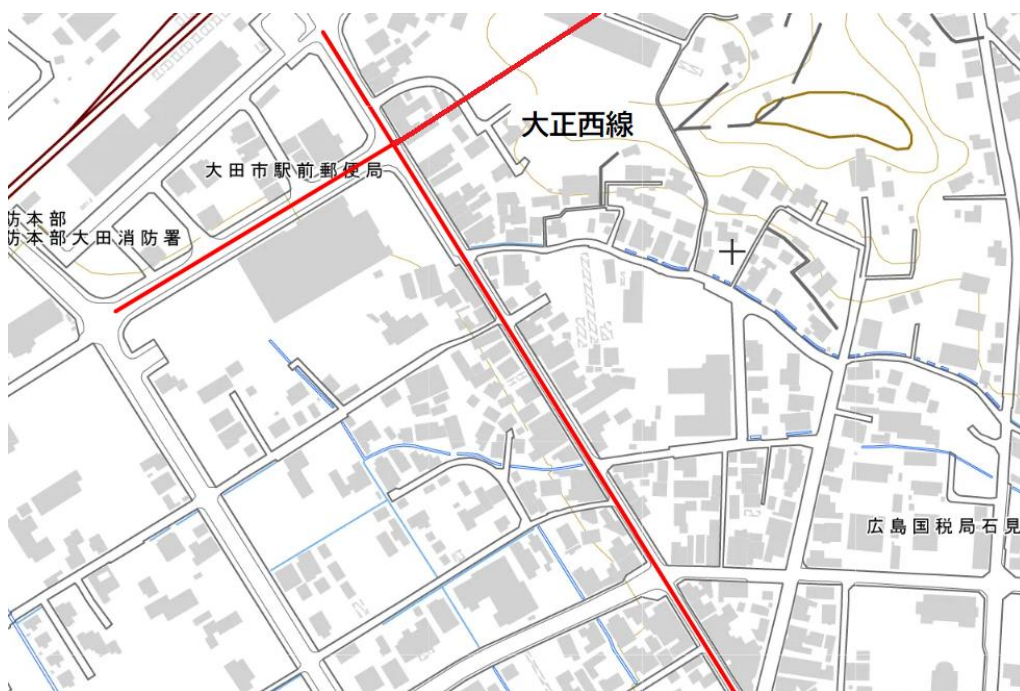 大正西線
大田市駅前郵便局
防本部
防本部大田消防署
広島国税局石見